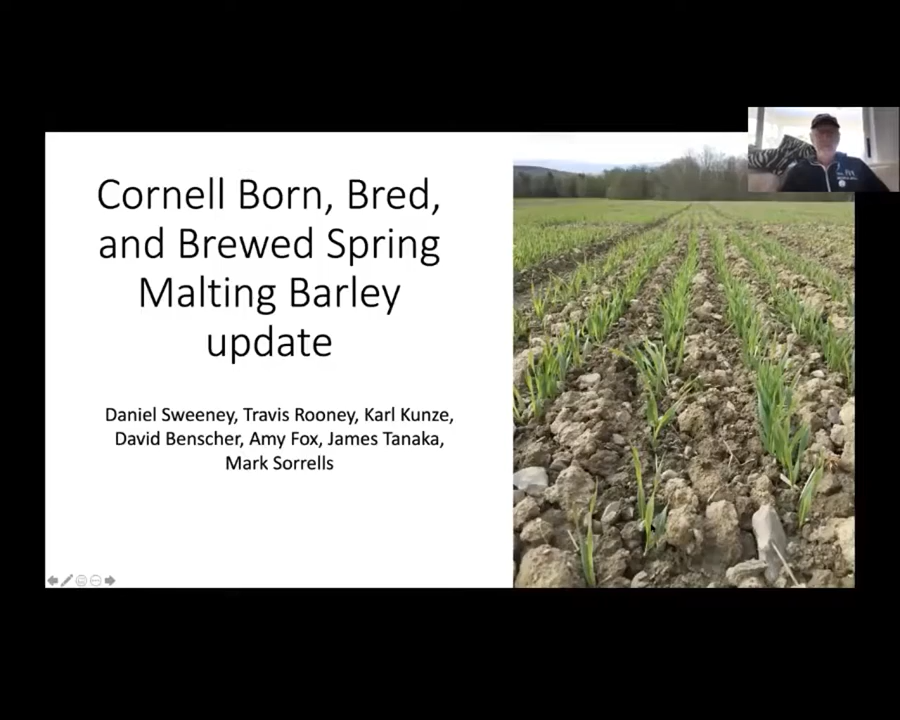 Cornell Born, Bred,
and Brewed Spring
Malting Barley
update
Daniel Sweeney, Travis Rooney, Karl Kunze,
David Benscher, Amy Fox, James Tanaka,
Mark Sorrells